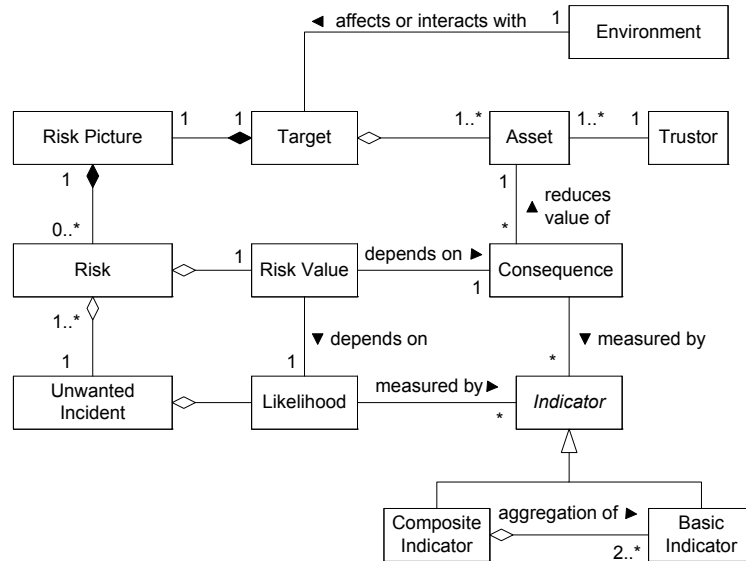 ◄ affects or interacts with
1
Environment
1
1
1..*
1..*
1
Risk Picture
Target
Asset
Trustor
1
1
▲ reduces
value of
0..*
*
Risk
1
Risk Value
depends on ►
1
Consequence
1..*
▼ depends on
▼ measured by
1
1
*
Unwanted
Incident
Likelihood
measured by►
*
Indicator
Composite
Indicator
aggregation of ►
2..*
Basic
Indicator